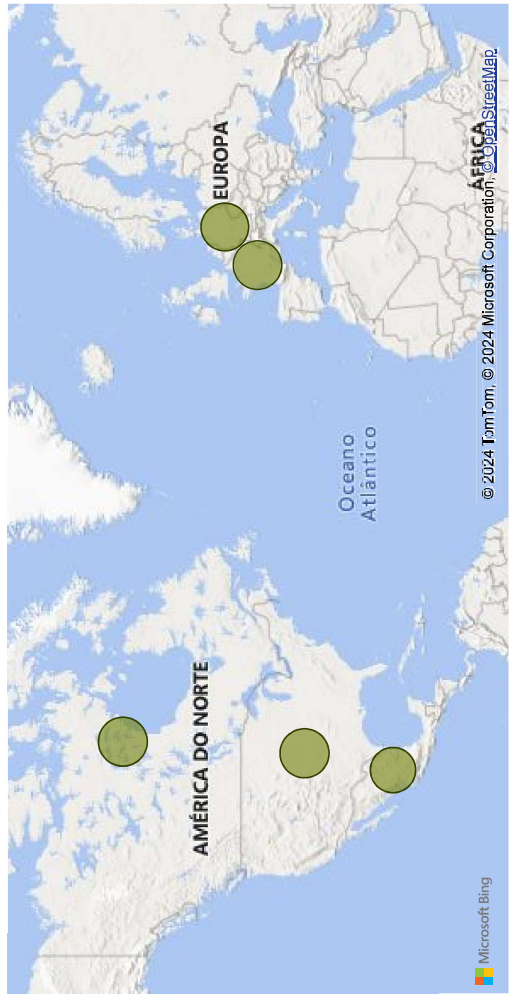 EUROPA
AMÉRICA DO NORTE
Oceano
Atlântico
ÁFRICA
Microsoft Bing
© 2024 TomTom, © 2024 Microsoft Corporation, © OpenStreetMap